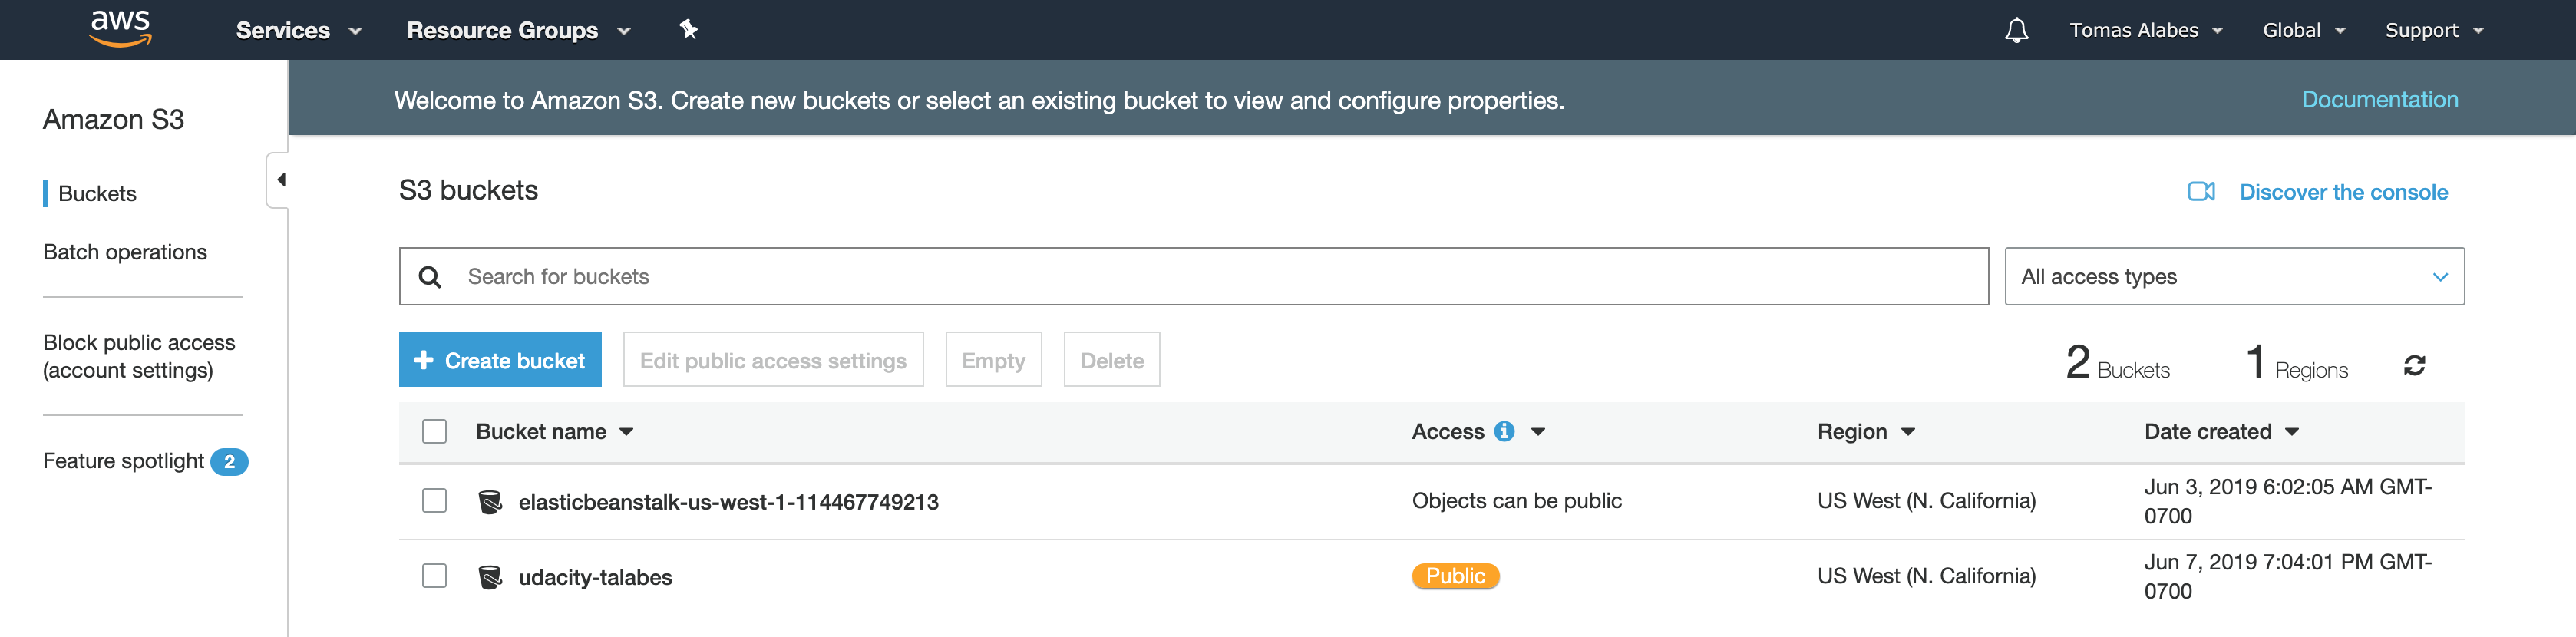 aws Services Resource Groups Tomas Alabes Global Support
Amazon S3
Buckets
Batch operations
Block public access
(account settings)
Feature spotlight 2
Welcome to Amazon S3. Create new buckets or select an existing bucket to view and configure properties. Documentation
S3 buckets Discover the console
Search for buckets All access types
Create bucket Edit public access settings Empty Delete 2 Buckets 1 Regions
Bucket name Access Region Date created
elasticbeanstalk-us-west-1-114467749213 Objects can be public US West (N. California) Jun 3, 2019 6:02:05 AM GMT-
0700
udacity-talabes Public US West (N. California) Jun 7, 2019 7:04:01 PM GMT-
0700